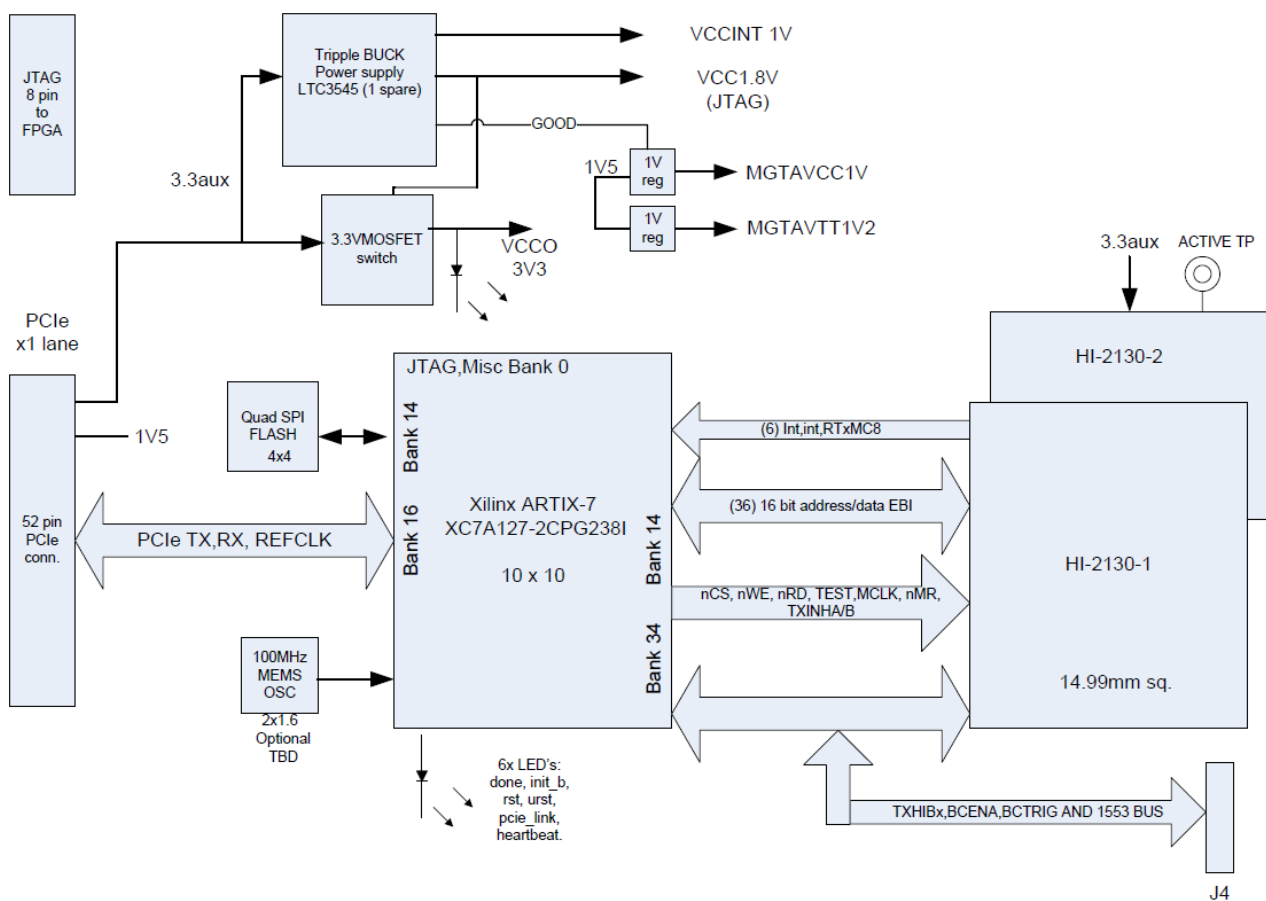 JTAG
8 pin
to
FPGA
Tripple BUCK
Power supply
LTC3545 (1 spare)
VCCINT 1V
VCC1.8V
(JTAG)
GOOD
3.3aux
1V5
1V
reg
MGTAVCC1V
1V
reg
MGTAVTT1V2
3.3VMOSFET
switch
VCCO
3V3
3.3aux
ACTIVE TP
PCIe
x1 lane
HI-2130-2
JTAG,Misc Bank 0
Quad SPI
FLASH
4x4
Bank 14
1V5
(6) Int,int,RTxMC8
52 pin
PCIe
conn.
PCIe TX,RX, REFCLK
Bank 16
Xilinx ARTIX-7
XC7A127-2CPG238I
10 x 10
Bank 14
(36) 16 bit address/data EBI
HI-2130-1
nCS, nWE, nRD, TEST,MCLK, nMR,
TXINHA/B
Bank 34
100MHz
MEMS
OSC
2x1.6
Optional
TBD
14.99mm sq.
6x LED's:
done, init_b,
rst, urst,
pcie_link,
heartbeat.
TXHIBx,BCENA,BCTRIG AND 1553 BUS
J4